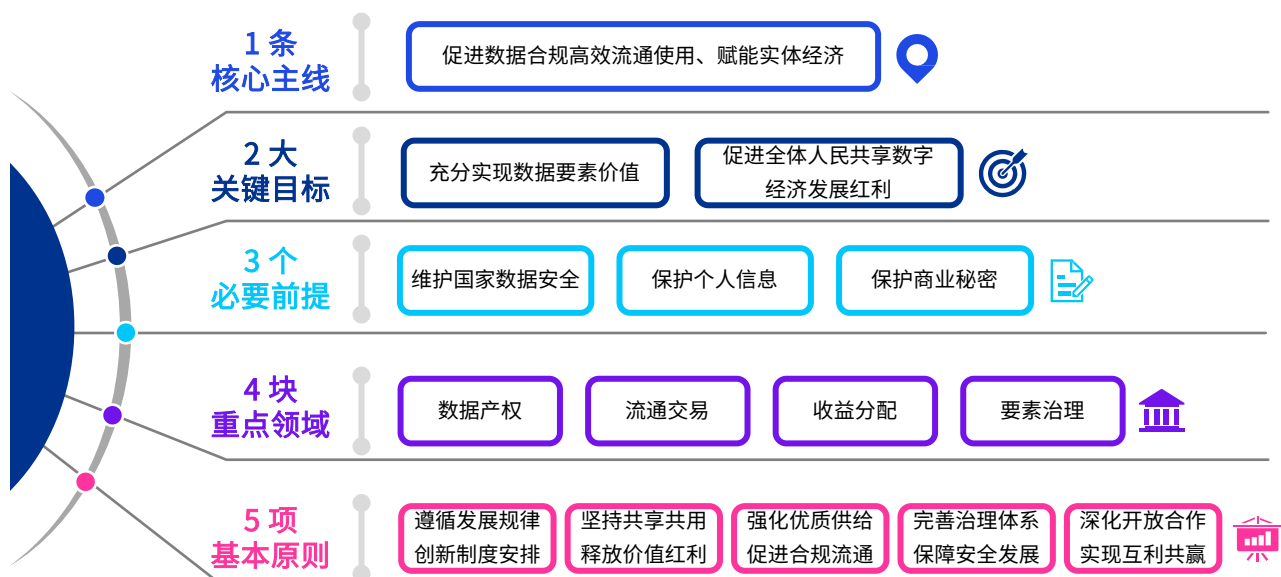 1 条
核心主线
促进数据合规高效流通使用、赋能实体经济
2 大
关键目标
充分实现数据要素价值
促进全体人民共享数字
经济发展红利
3 个
必要前提
维护国家数据安全
保护个人信息
保护商业秘密
4 块
重点领域
数据产权
流通交易
收益分配
要素治理
5 项
基本原则
遵循发展规律
创新制度安排
坚持共享共用
释放价值红利
强化优质供给
促进合规流通
完善治理体系
保障安全发展
深化开放合作
实现互利共赢